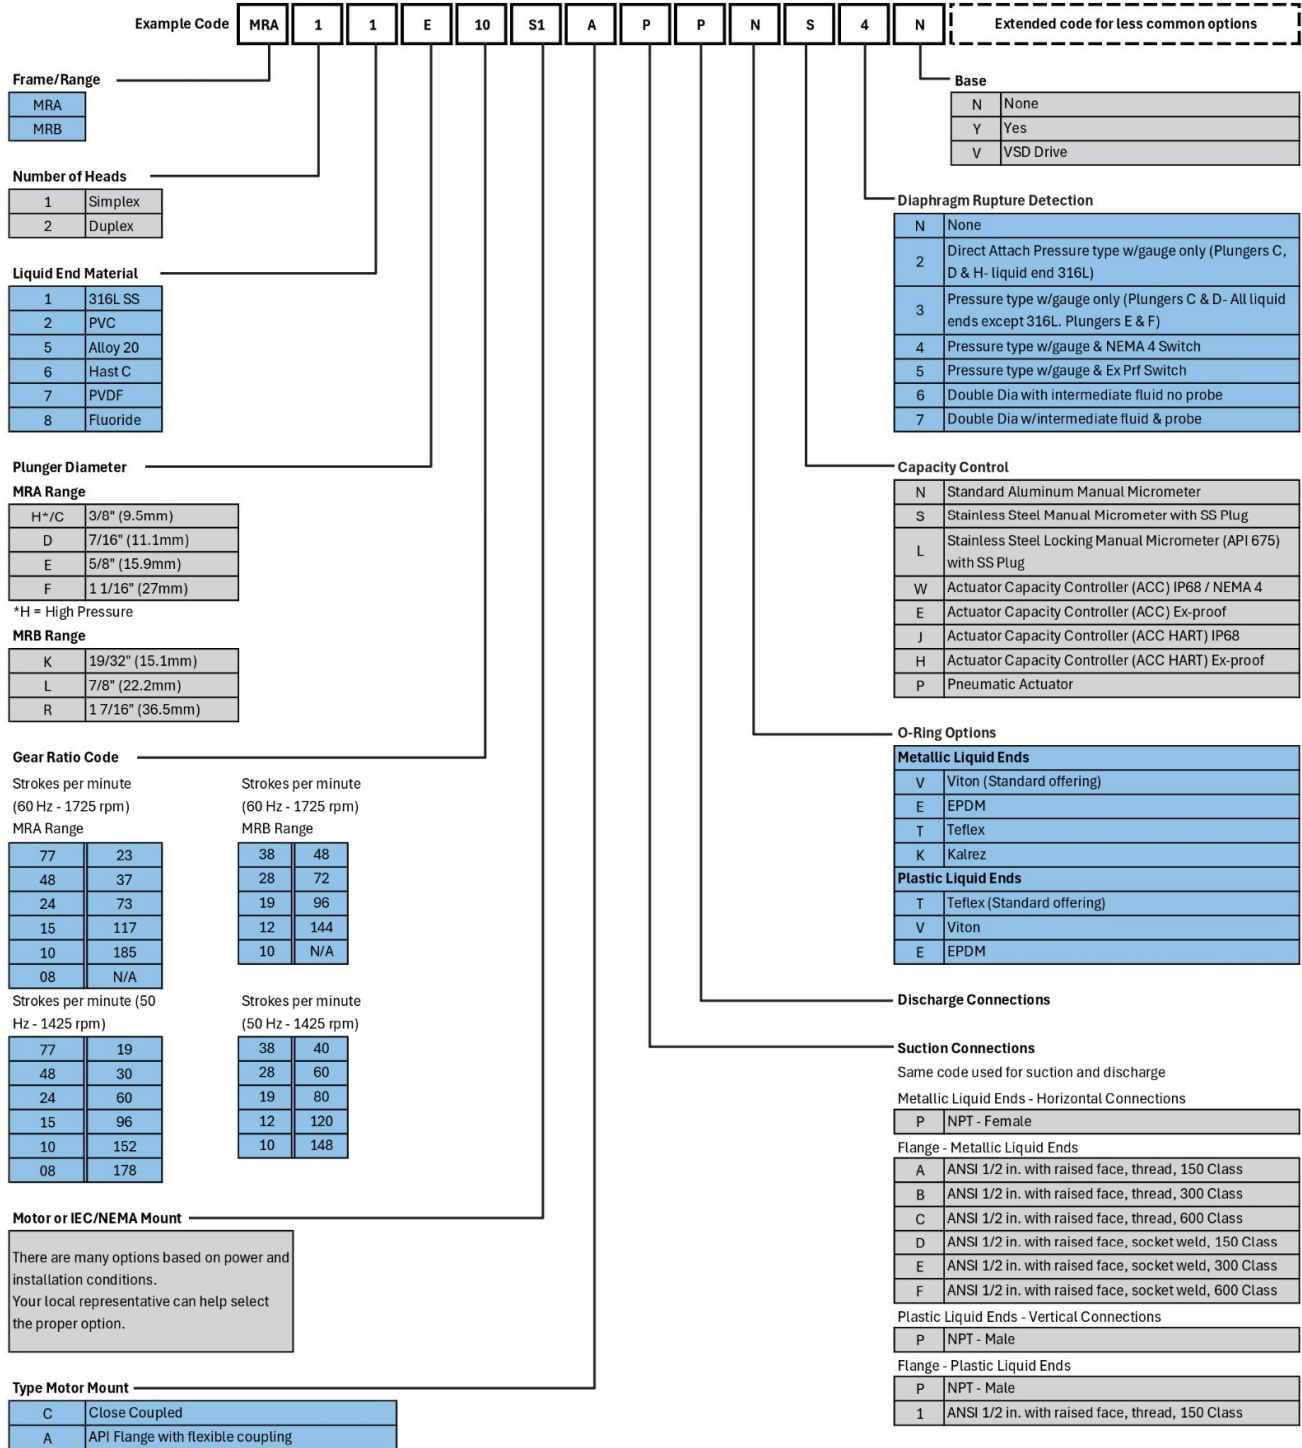 Example Code MRA 1 1 E 10 S1 A P P N S 4 N Extended code for less common options
Frame/Range
MRA
MRB
Number of Heads
1 Simplex
2 Duplex
Liquid End Material
1 316L SS
2 PVC
5 Alloy 20
6 Hast C
7 PVDF
8 Fluoride
Plunger Diameter
MRA Range
H*/C 3/8" (9.5mm)
D 7/16" (11.1mm)
E 5/8" (15.9mm)
F 1 1/16" (27mm)
*H = High Pressure
MRB Range
K 19/32" (15.1mm)
L 7/8" (22.2mm)
R 1 7/16" (36.5mm)
Gear Ratio Code
Strokes per minute
(60 Hz - 1725 rpm)
MRA Range
77 23
48 37
24 73
15 117
10 185
08 N/A
Strokes per minute
(60 Hz - 1725 rpm)
MRB Range
38 48
28 72
19 96
12 144
10 N/A
Strokes per minute (50
Hz - 1425 rpm)
77 19
48 30
24 60
15 96
10 152
08 178
Strokes per minute
(50 Hz - 1425 rpm)
38 40
28 60
19 80
12 120
10 148
Motor or IEC/NEMA Mount
There are many options based on power and
installation conditions.
Your local representative can help select
the proper option.
Type Motor Mount
C Close Coupled
A API Flange with flexible coupling
Base
N None
Y Yes
V VSD Drive
Diaphragm Rupture Detection
N None
2 Direct Attach Pressure type w/gauge only (Plungers C,
D & H- liquid end 316L)
3 Pressure type w/gauge only (Plungers C & D- All liquid
ends except 316L. Plungers E & F)
4 Pressure type w/gauge & NEMA 4 Switch
5 Pressure type w/gauge & Ex Prf Switch
6 Double Dia with intermediate fluid no probe
7 Double Dia w/intermediate fluid & probe
Capacity Control
N Standard Aluminum Manual Micrometer
S Stainless Steel Manual Micrometer with SS Plug
L Stainless Steel Locking Manual Micrometer (API 675)
with SS Plug
W Actuator Capacity Controller (ACC) IP68 / NEMA 4
E Actuator Capacity Controller (ACC) Ex-proof
J Actuator Capacity Controller (ACC HART) IP68
H Actuator Capacity Controller (ACC HART) Ex-proof
P Pneumatic Actuator
O-Ring Options
Metallic Liquid Ends
V Viton (Standard offering)
E EPDM
T Teflex
K Kalrez
Plastic Liquid Ends
T Teflex (Standard offering)
V Viton
E EPDM
Discharge Connections
Suction Connections
Same code used for suction and discharge
Metallic Liquid Ends - Horizontal Connections
P NPT - Female
Flange - Metallic Liquid Ends
A ANSI 1/2 in. with raised face, thread, 150 Class
B ANSI 1/2 in. with raised face, thread, 300 Class
C ANSI 1/2 in. with raised face, thread, 600 Class
D ANSI 1/2 in. with raised face, socket weld, 150 Class
E ANSI 1/2 in. with raised face, socket weld, 300 Class
F ANSI 1/2 in. with raised face, socket weld, 600 Class
Plastic Liquid Ends - Vertical Connections
P NPT - Male
Flange - Plastic Liquid Ends
P NPT - Male
1 ANSI 1/2 in. with raised face, thread, 150 Class